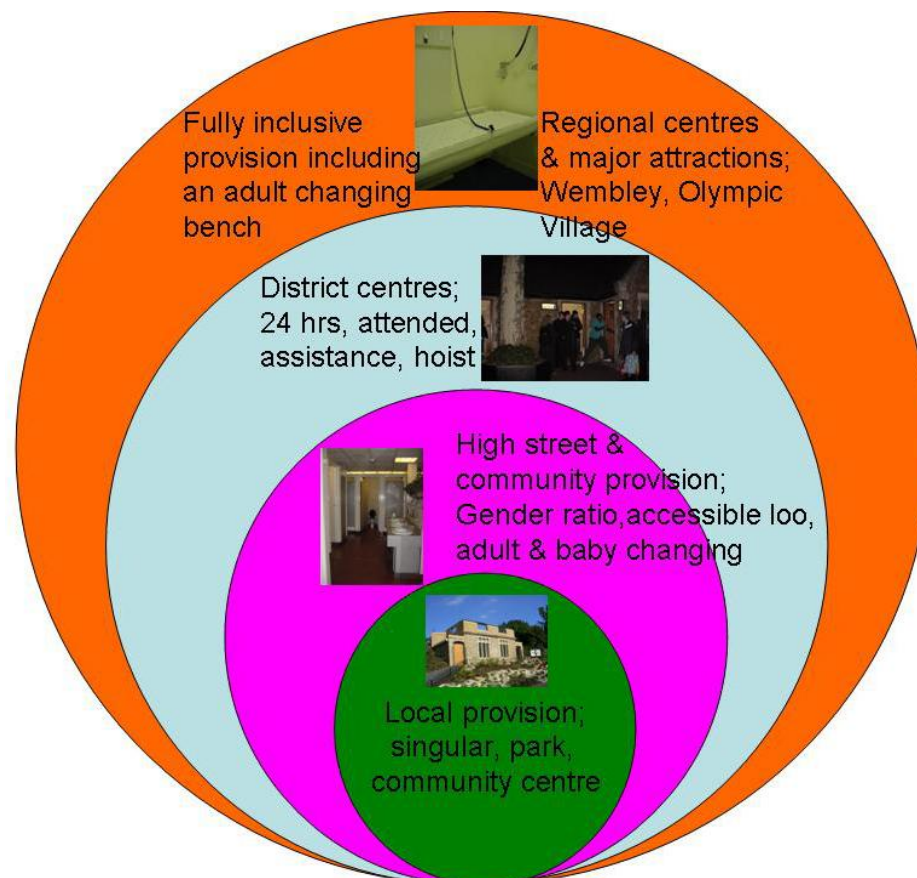 Fully inclusive
provision including
an adult changing
bench
Regional centres
& major attractions;
Wembley, Olympic
Village
District centres;
24 hrs, attended,
assistance, hoist
High street &
community provision;
Gender ratio,accessible loo,
adult & baby changing
Local provision;
singular, park,
community centre